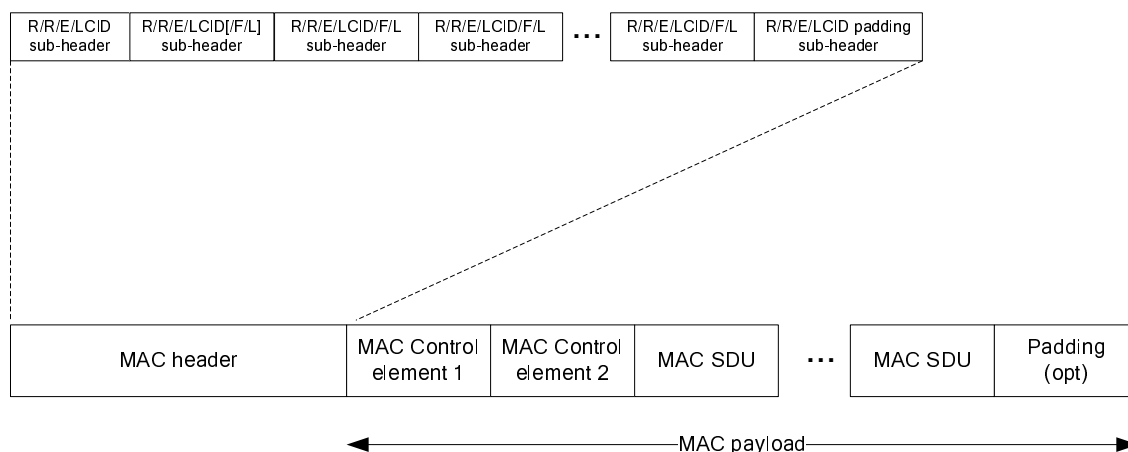 R/R/E/LCID
sub-header
R/R/E/LCID[/F/L]
sub-header
R/R/E/LCID/F/L
sub-header
R/R/E/LCID/F/L
sub-header
...
R/R/E/LCID/F/L
sub-header
R/R/E/LCID padding
sub-header
MAC header
MAC Control
element 1
MAC Control
element 2
MAC SDU
...
MAC SDU
Padding
(opt)
MAC payload